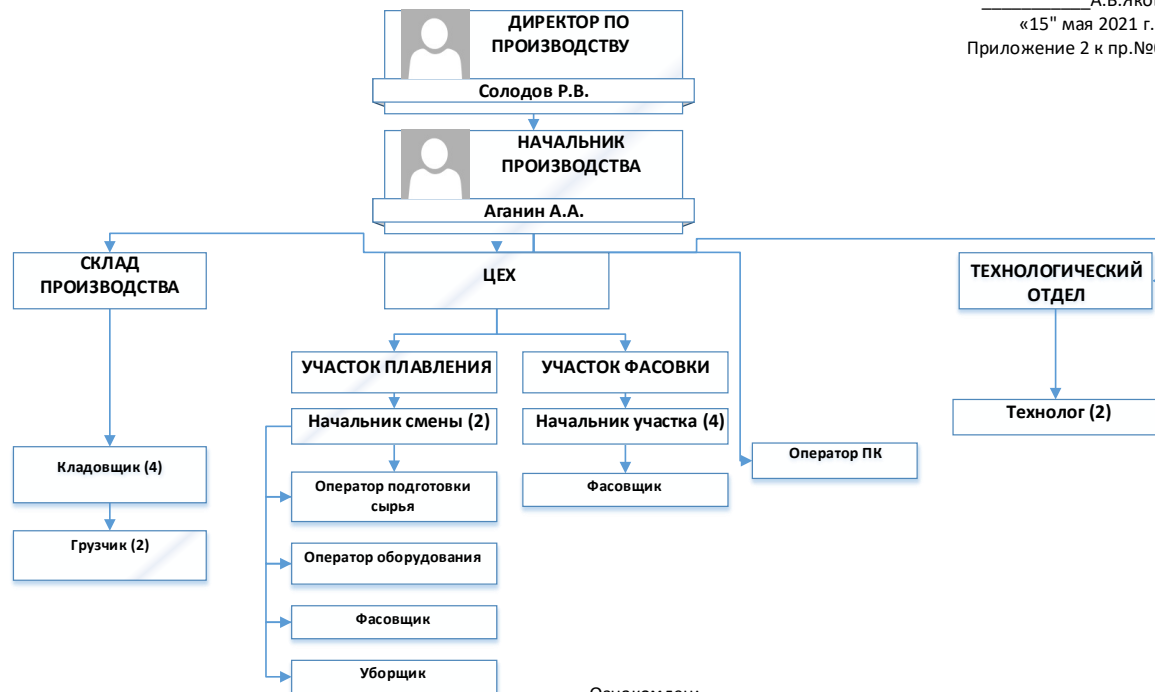 А.В.Яков
«15" мая 2021 г.
Приложение 2 к пр.№
ДИРЕКТОР ПО
ПРОИЗВОДСТВУ
Солодов Р.В.
НАЧАЛЬНИК
ПРОИЗВОДСТВА
Аганин А.А.
СКЛАД
ПРОИЗВОДСТВА
ЦЕХ
ТЕХНОЛОГИЧЕСКИЙ
ОТДЕЛ
УЧАСТОК ПЛАВЛЕНИЯ
УЧАСТОК ФАСОВКИ
Начальник смены (2)
Начальник участка (4)
Технолог (2)
Кладовщик (4)
Оператор подготовки
сырья
Фасовщик
Оператор ПК
Грузчик (2)
Оператор оборудования
Фасовщик
Уборщик